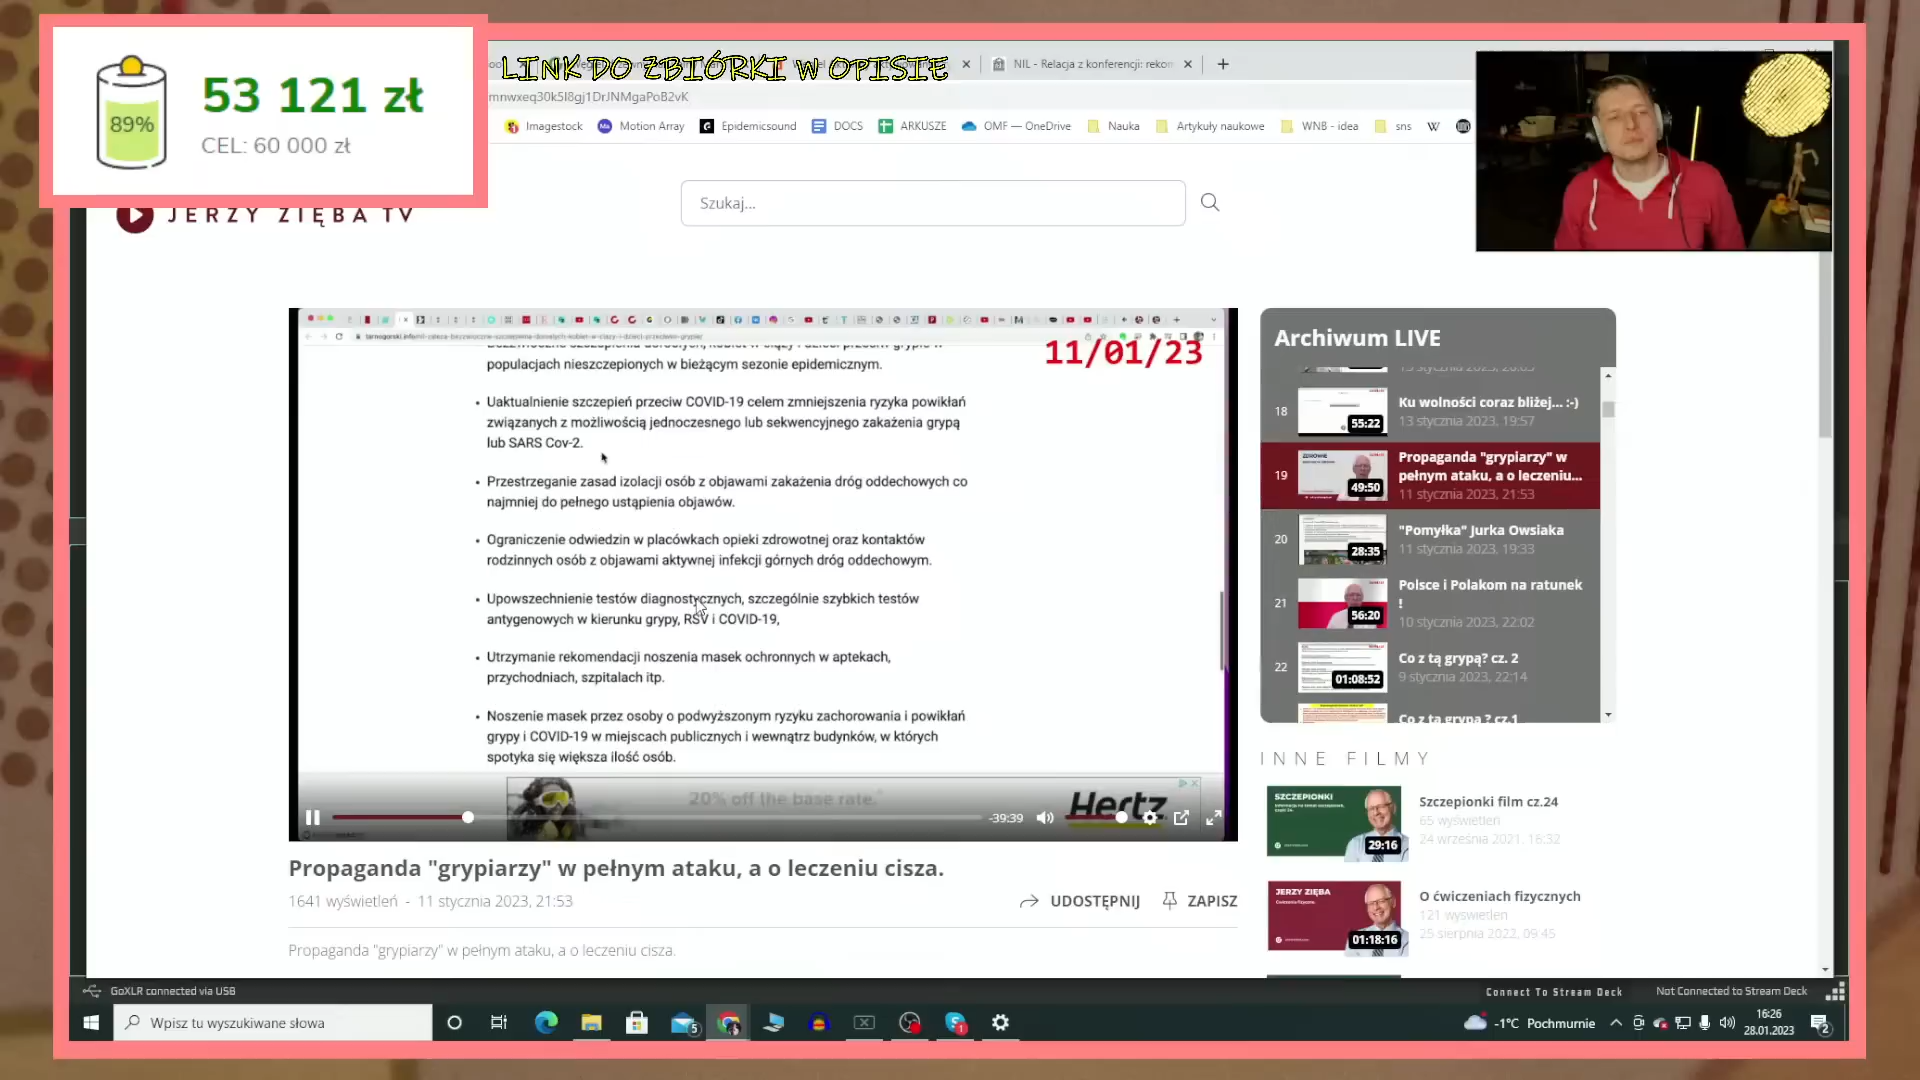 53 121 zł
89%
CEL: 60 000 zł
LINK DO ZBIÓRKI W OPISIE
NIL - Relacja z konferencji: rekon
mnwxeq30k5l8gj1DrJNMgaPoB2vK
Imagestock
Motion Array
Epidemicsound
DOCS
ARKUSZE
OMF — OneDrive
Nauka
Artykuły naukowe
WNB - idea
sns
JERZY ZIĘBA TV
Szukaj...
11/01/23
populacjach nieszczepionych w bieżącym sezonie epidemicznym.
• Uaktualnienie szczepień przeciw COVID-19 celem zmniejszenia ryzyka powikłań
związanych z możliwością jednoczesnego lub sekwencyjnego zakażenia grypą
lub SARS Cov-2.
• Przestrzeganie zasad izolacji osób z objawami zakażenia dróg oddechowych co
najmniej do pełnego ustąpienia objawów.
• Ograniczenie odwiedzin w placówkach opieki zdrowotnej oraz kontaktów
rodzinnych osób z objawami aktywnej infekcji górnych dróg oddechowym.
• Upowszechnienie testów diagnostycznych, szczególnie szybkich testów
antygenowych w kierunku grypy, RSV i COVID-19,
• Utrzymanie rekomendacji noszenia masek ochronnych w aptekach,
przychodniach, szpitalach itp.
• Noszenie masek przez osoby o podwyższonym ryzyku zachorowania i powikłań
grypy i COVID-19 w miejscach publicznych i wewnątrz budynków, w których
spotyka się większa ilość osób.
20% off the base rate.*
Hertz
-39:39
Propaganda "grypiarzy" w pełnym ataku, a o leczeniu cisza.
1641 wyświetleń - 11 stycznia 2023, 21:53
UDOSTĘPNIJ
ZAPISZ
Propaganda "grypiarzy" w pełnym ataku, a o leczeniu cisza.
Archiwum LIVE
18
55:22
Ku wolności coraz bliżej... :-)
13 stycznia 2023, 19:57
19
49:50
Propaganda "grypiarzy" w
pełnym ataku, a o leczeniu...
11 stycznia 2023, 21:53
20
28:35
"Pomyłka" Jurka Owsiaka
11 stycznia 2023, 19:33
21
56:20
Polsce i Polakom na ratunek
!
10 stycznia 2023, 22:02
22
01:08:52
Co z tą grypą? cz. 2
9 stycznia 2023, 22:14
Co z tą grypą ? cz.1
INNE FILMY
SZCZEPIONKI
29:16
Szczepionki film cz.24
65 wyświetleń
24 września 2021, 16:32
JERZY ZIĘBA
01:18:16
O ćwiczeniach fizycznych
121 wyświetleń
25 sierpnia 2022, 09:45
GoXLR connected via USB
Connect To Stream Deck
Not Connected to Stream Deck
Wpisz tu wyszukiwane słowa
5
1
-1°C Pochmurnie
16:26
28.01.2023
2